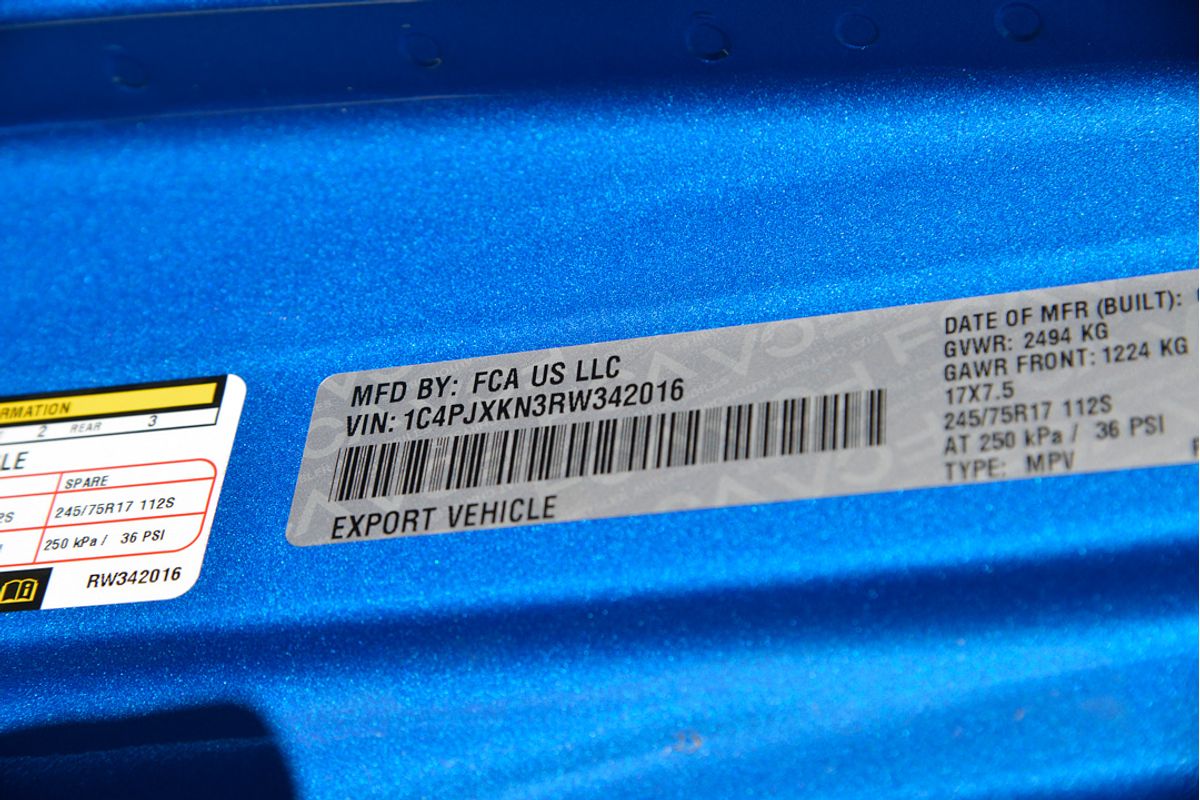 RMATION
2 REAR 3
LE
SPARE
2S 245/75R17 112S
250 kPa / 36 PSI
RW342016
MFD BY: FCA US LLC
VIN: 1C4PJXKN3RW342016
EXPORT VEHICLE
DATE OF MFR (BUILT):
GVWR: 2494 KG
GAWR FRONT: 1224 KG
17X7.5
245/75R17 112S
AT 250 kPa / 36 PSI
TYPE: MPV